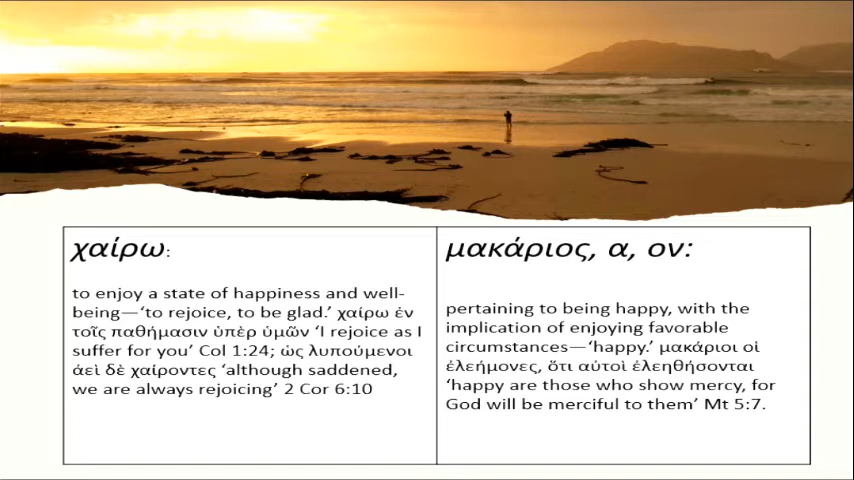 χαίρω:
to enjoy a state of happiness and well-
being—‘to rejoice, to be glad.’ χαίρω ἐν
τοῖς παθήμασιν ὑπὲρ ὑμῶν ‘I rejoice as I
suffer for you’ Col 1:24; ὡς λυπούμενοι
ἀεὶ δὲ χαίροντες ‘although saddened,
we are always rejoicing’ 2 Cor 6:10
μακάριος, α, ον:
pertaining to being happy, with the
implication of enjoying favorable
circumstances—‘happy.’ μακάριοι οἱ
ἐλεήμονες, ὅτι αὐτοὶ ἐλεηθήσονται
‘happy are those who show mercy, for
God will be merciful to them’ Mt 5:7.